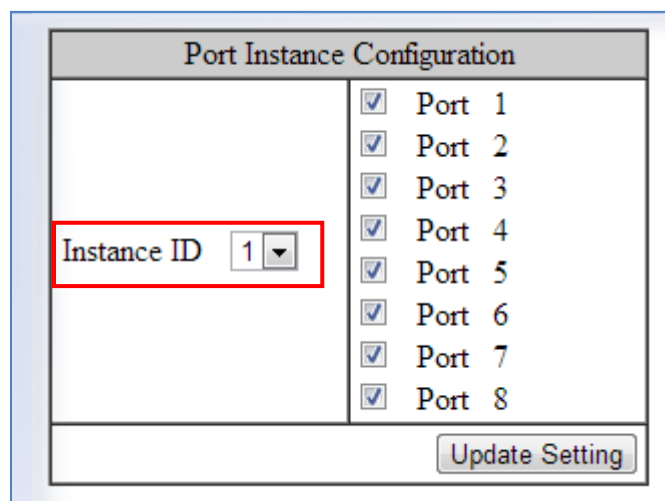 Port Instance Configuration
Port 1
Port 2
Port 3
Port 4
Instance ID 1
Port 5
Port 6
Port 7
Port 8
Update Setting